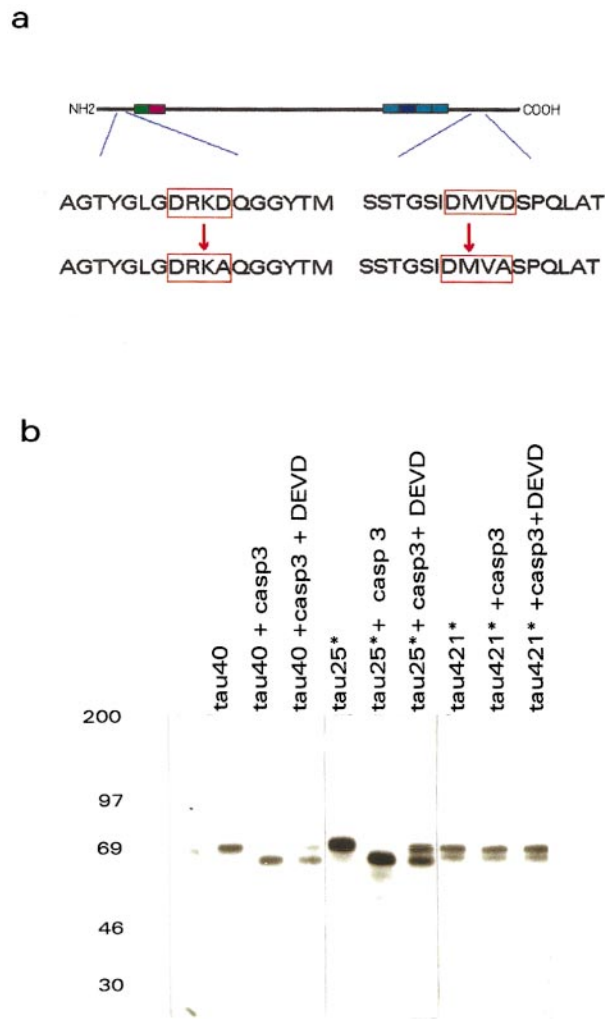 a
NH2 COOH
AGTYGLGDRKDQGGYTM SSTGSIDMVDSPQLAT
AGTYGLGDRKAQGGYTM SSTGSIDMVASPQLAT
b
tau40
tau40 + casp3
tau40 +casp3 + DEVD
tau25*
tau25*+ casp 3
tau25*+ casp3+ DEVD
tau421*
tau421* +casp3
tau421* +casp3+DEVD
200
97
69
46
30